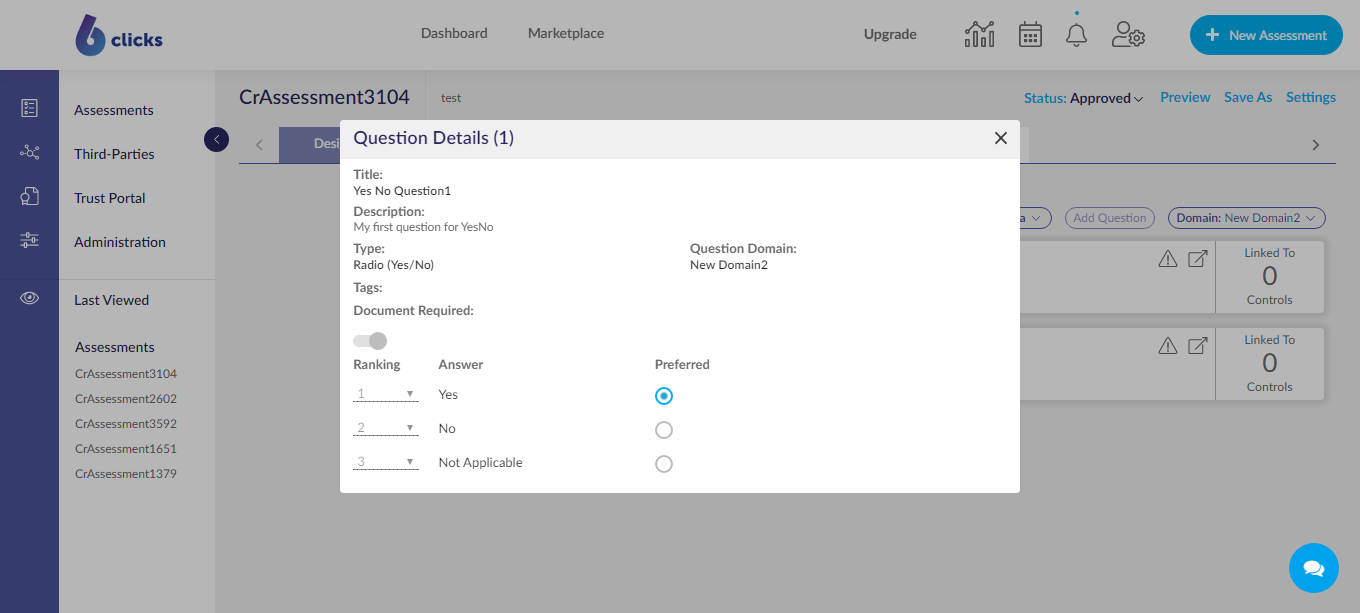 6clicks
Dashboard
Marketplace
Upgrade
New Assessment
Assessments
Third-Parties
Trust Portal
Administration
Last Viewed
Assessments
CrAssessment3104
CrAssessment2602
CrAssessment3592
CrAssessment1651
CrAssessment1379
CrAssessment3104
test
Status: Approved
Preview
Save As
Settings
Desi
a
Add Question
Domain: New Domain2
Linked To
0
Controls
Linked To
0
Controls
Question Details (1)
Title:
Yes No Question1
Description:
My first question for YesNo
Type:
Question Domain:
Radio (Yes/No)
New Domain2
Tags:
Document Required:
Ranking Answer Preferred
1 Yes
2 No
3 Not Applicable